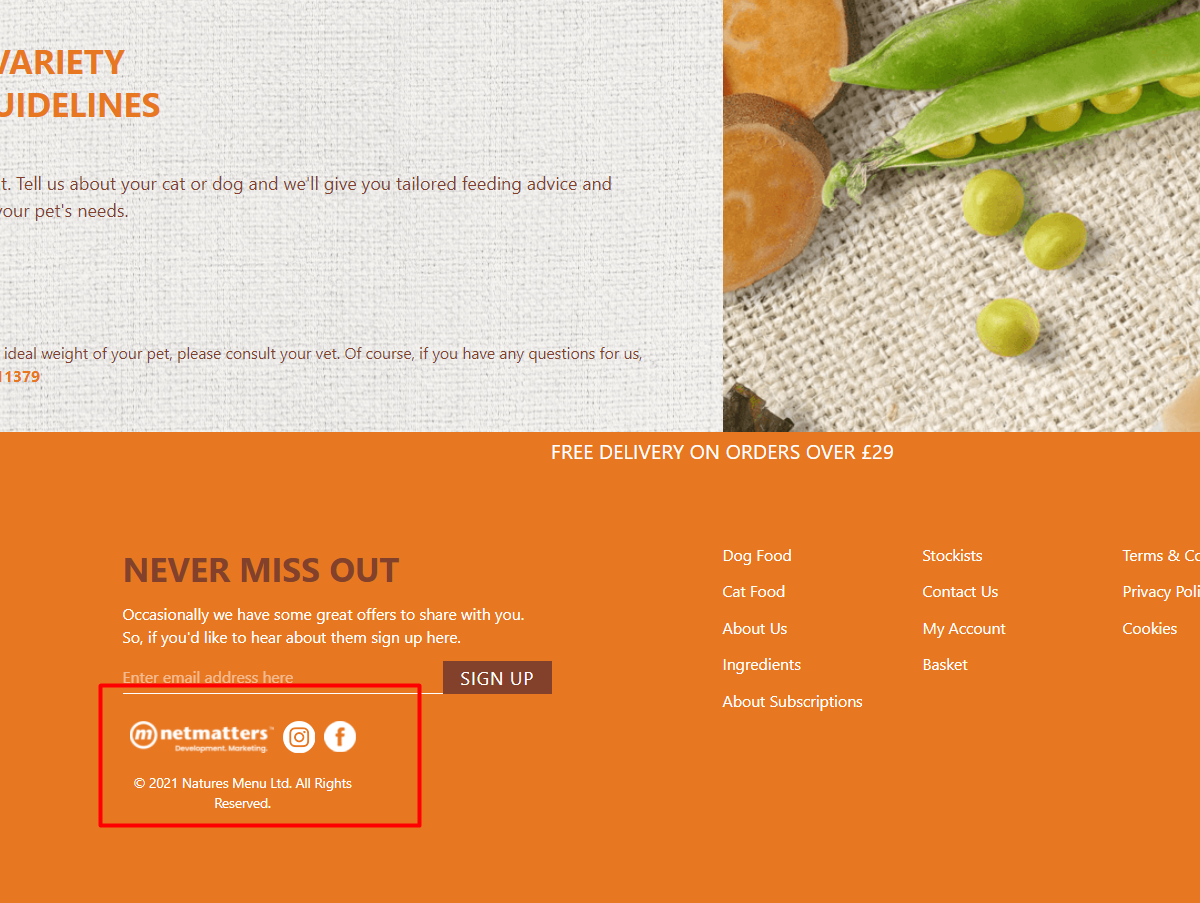 VARIETY
UIDELINES
t. Tell us about your cat or dog and we'll give you tailored feeding advice and
your pet's needs.
ideal weight of your pet, please consult your vet. Of course, if you have any questions for us,
11379
FREE DELIVERY ON ORDERS OVER £29
NEVER MISS OUT
Occasionally we have some great offers to share with you.
So, if you'd like to hear about them sign up here.
Enter email address here
SIGN UP
m netmatters™
Development. Marketing.
© 2021 Natures Menu Ltd. All Rights
Reserved.
Dog Food
Cat Food
About Us
Ingredients
About Subscriptions
Stockists
Contact Us
My Account
Basket
Terms & Co
Privacy Poli
Cookies